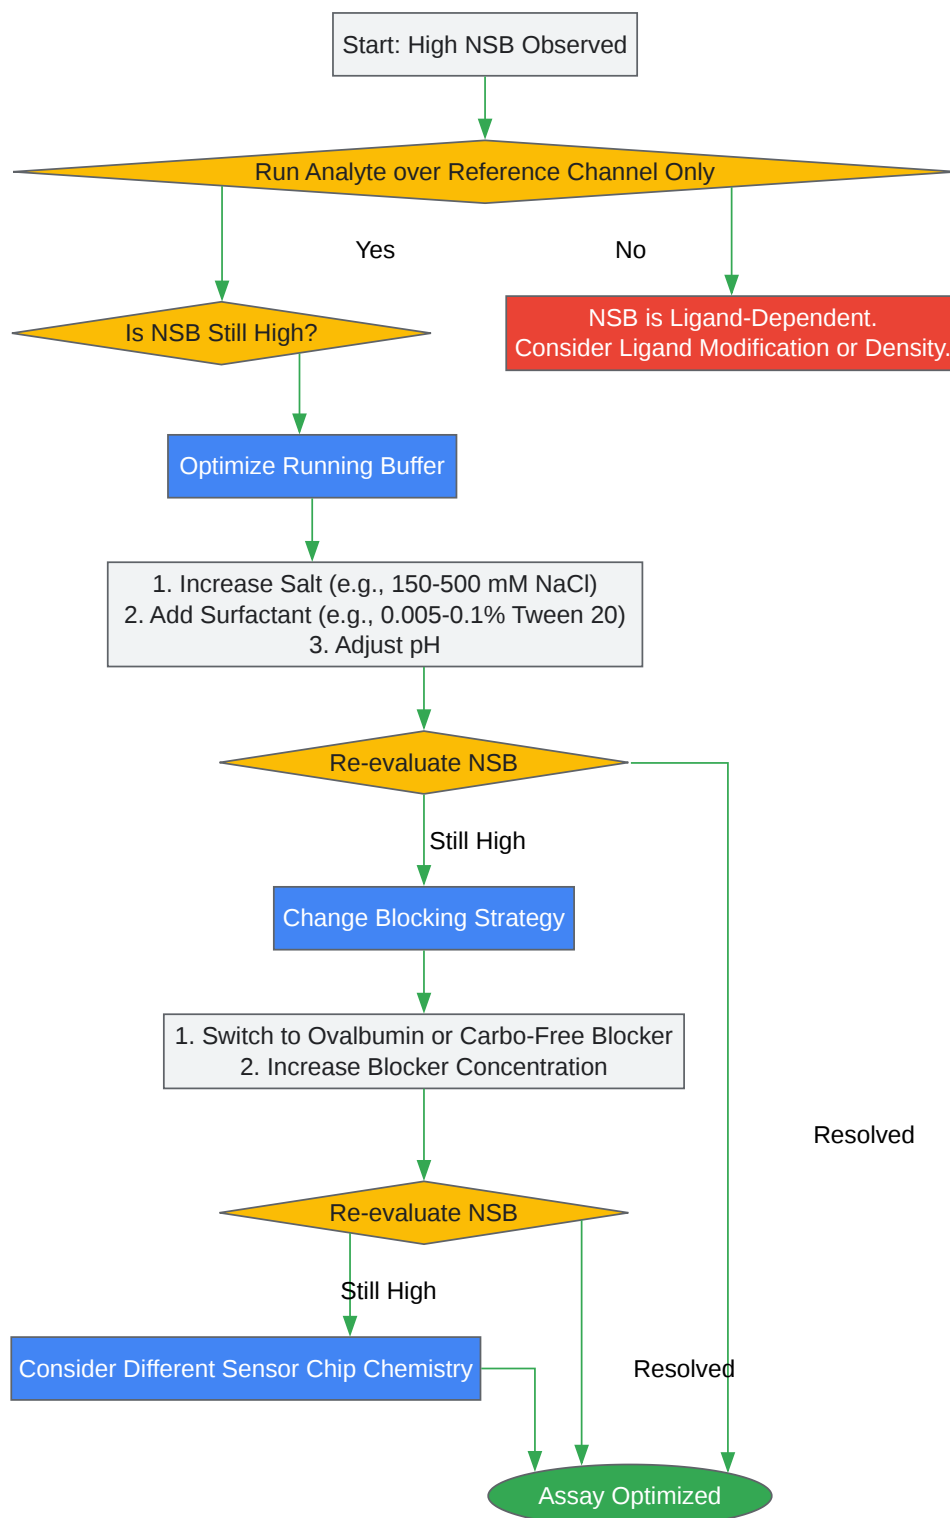 Start: High NSB Observed
Run Analyte over Reference Channel Only
Yes
No
Is NSB Still High?
NSB is Ligand-Dependent.
Consider Ligand Modification or Density.
Optimize Running Buffer
1. Increase Salt (e.g., 150-500 mM NaCl)
2. Add Surfactant (e.g., 0.005-0.1% Tween 20)
3. Adjust pH
Re-evaluate NSB
Still High
Change Blocking Strategy
1. Switch to Ovalbumin or Carbo-Free Blocker
2. Increase Blocker Concentration
Resolved
Re-evaluate NSB
Still High
Consider Different Sensor Chip Chemistry
Resolved
Assay Optimized